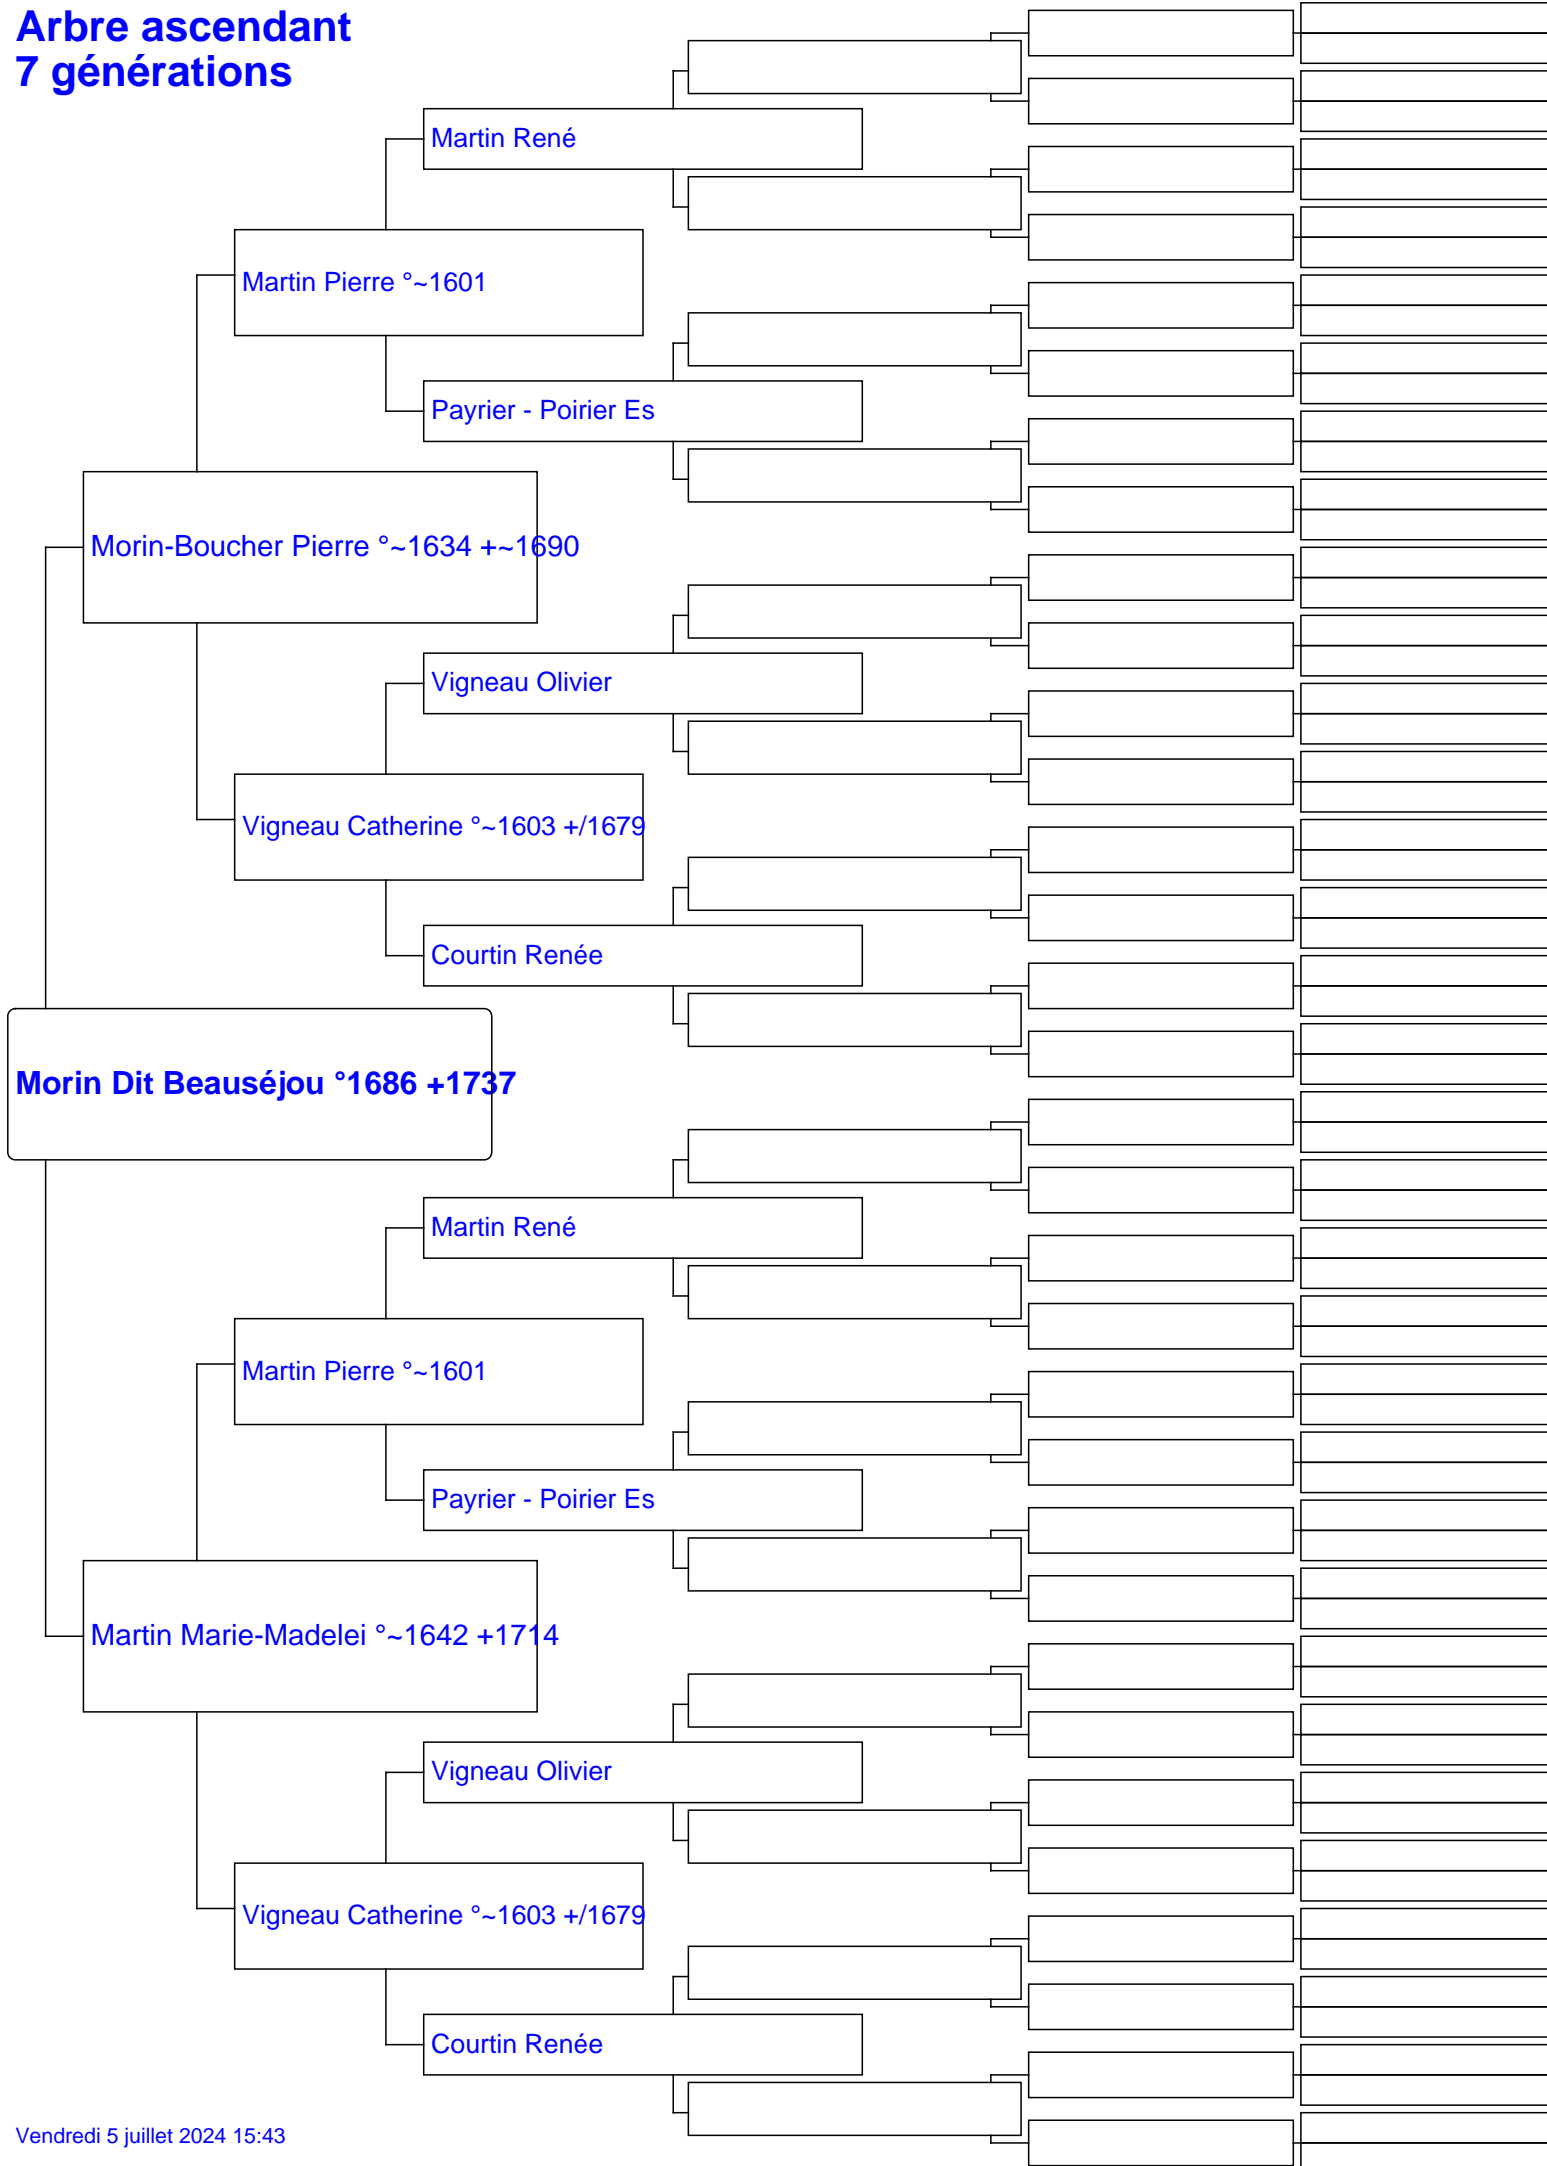 Arbre ascendant
7 générations
Martin René
Martin Pierre °~1601
Payrier - Poirier Es
Morin-Boucher Pierre °~1634 +~1690
Vigneau Olivier
Vigneau Catherine °~1603 +/1679
Courtin Renée
Morin Dit Beauséjou °1686 +1737
Martin René
Martin Pierre °~1601
Payrier - Poirier Es
Martin Marie-Madelei °~1642 +1714
Vigneau Olivier
Vigneau Catherine °~1603 +/1679
Courtin Renée
Vendredi 5 juillet 2024 15:43